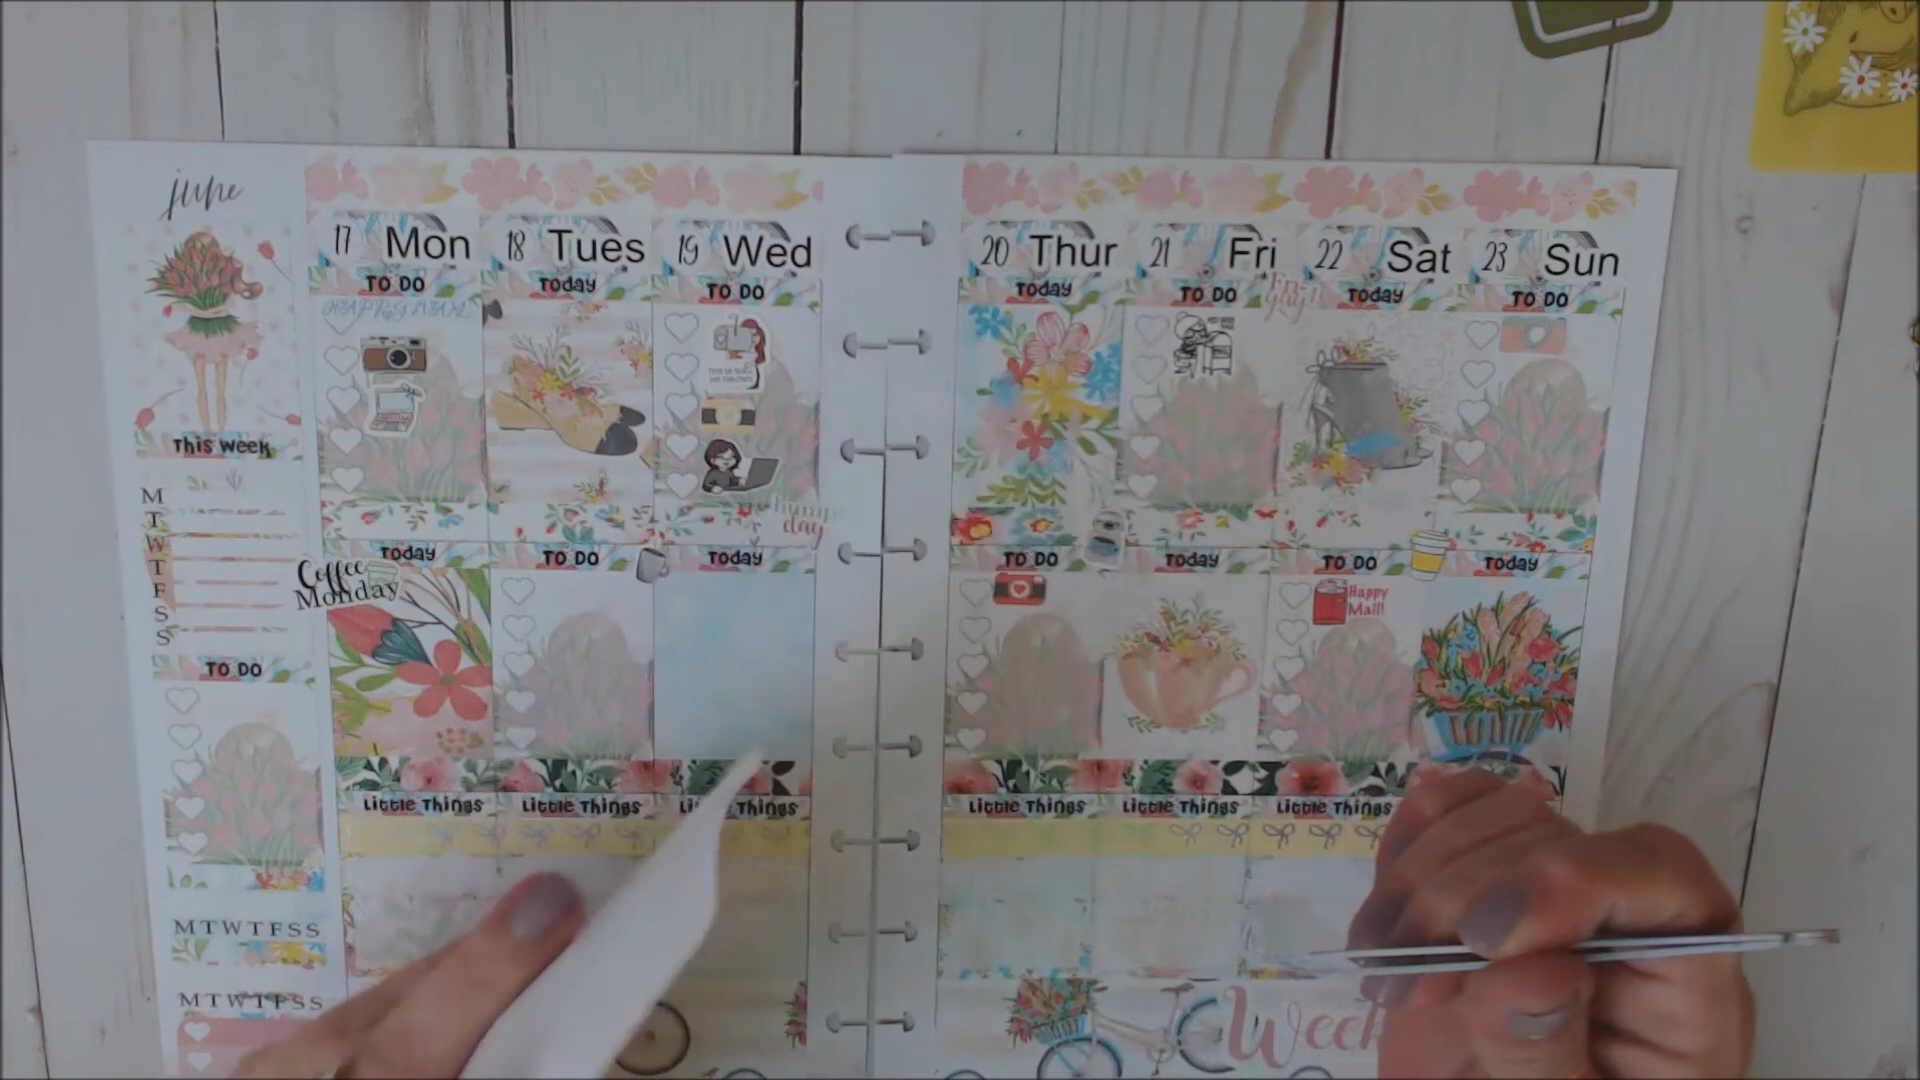 june
17 Mon 18 Tues 19 Wed 20 Thur 21 Fri 22 Sat 23 Sun
TO DO Today TO DO Today TO DO Today TO DO
HAPPY MAIL
hump
day
This Week
M
T
W
T
F
S
S
Today TO DO Today TO DO Today TO DO Today
Coffee
Monday
Happy
Mail!
TO DO
Little Things Little Things Little Things Little Things Little Things Little Things
M T W T F S S
M T W T F S S
Week